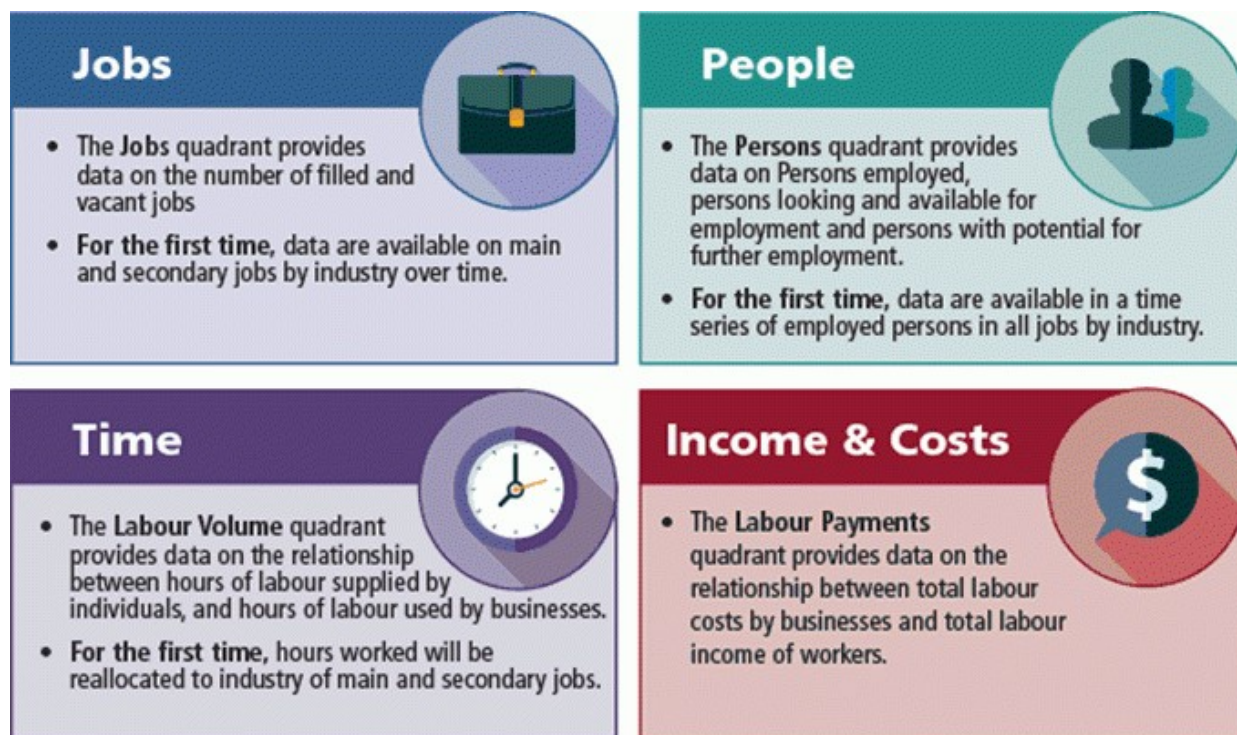 Jobs
• The Jobs quadrant provides
data on the number of filled and
vacant jobs
• For the first time, data are available on main
and secondary jobs by industry over time.
People
• The Persons quadrant provides
data on Persons employed,
persons looking and available for
employment and persons with potential for
further employment.
• For the first time, data are available in a time
series of employed persons in all jobs by industry.
Time
• The Labour Volume quadrant
provides data on the relationship
between hours of labour supplied by
individuals, and hours of labour used by businesses.
• For the first time, hours worked will be
reallocated to industry of main and secondary jobs.
Income & Costs
$
• The Labour Payments
quadrant provides data on the
relationship between total labour
costs by businesses and total labour
income of workers.